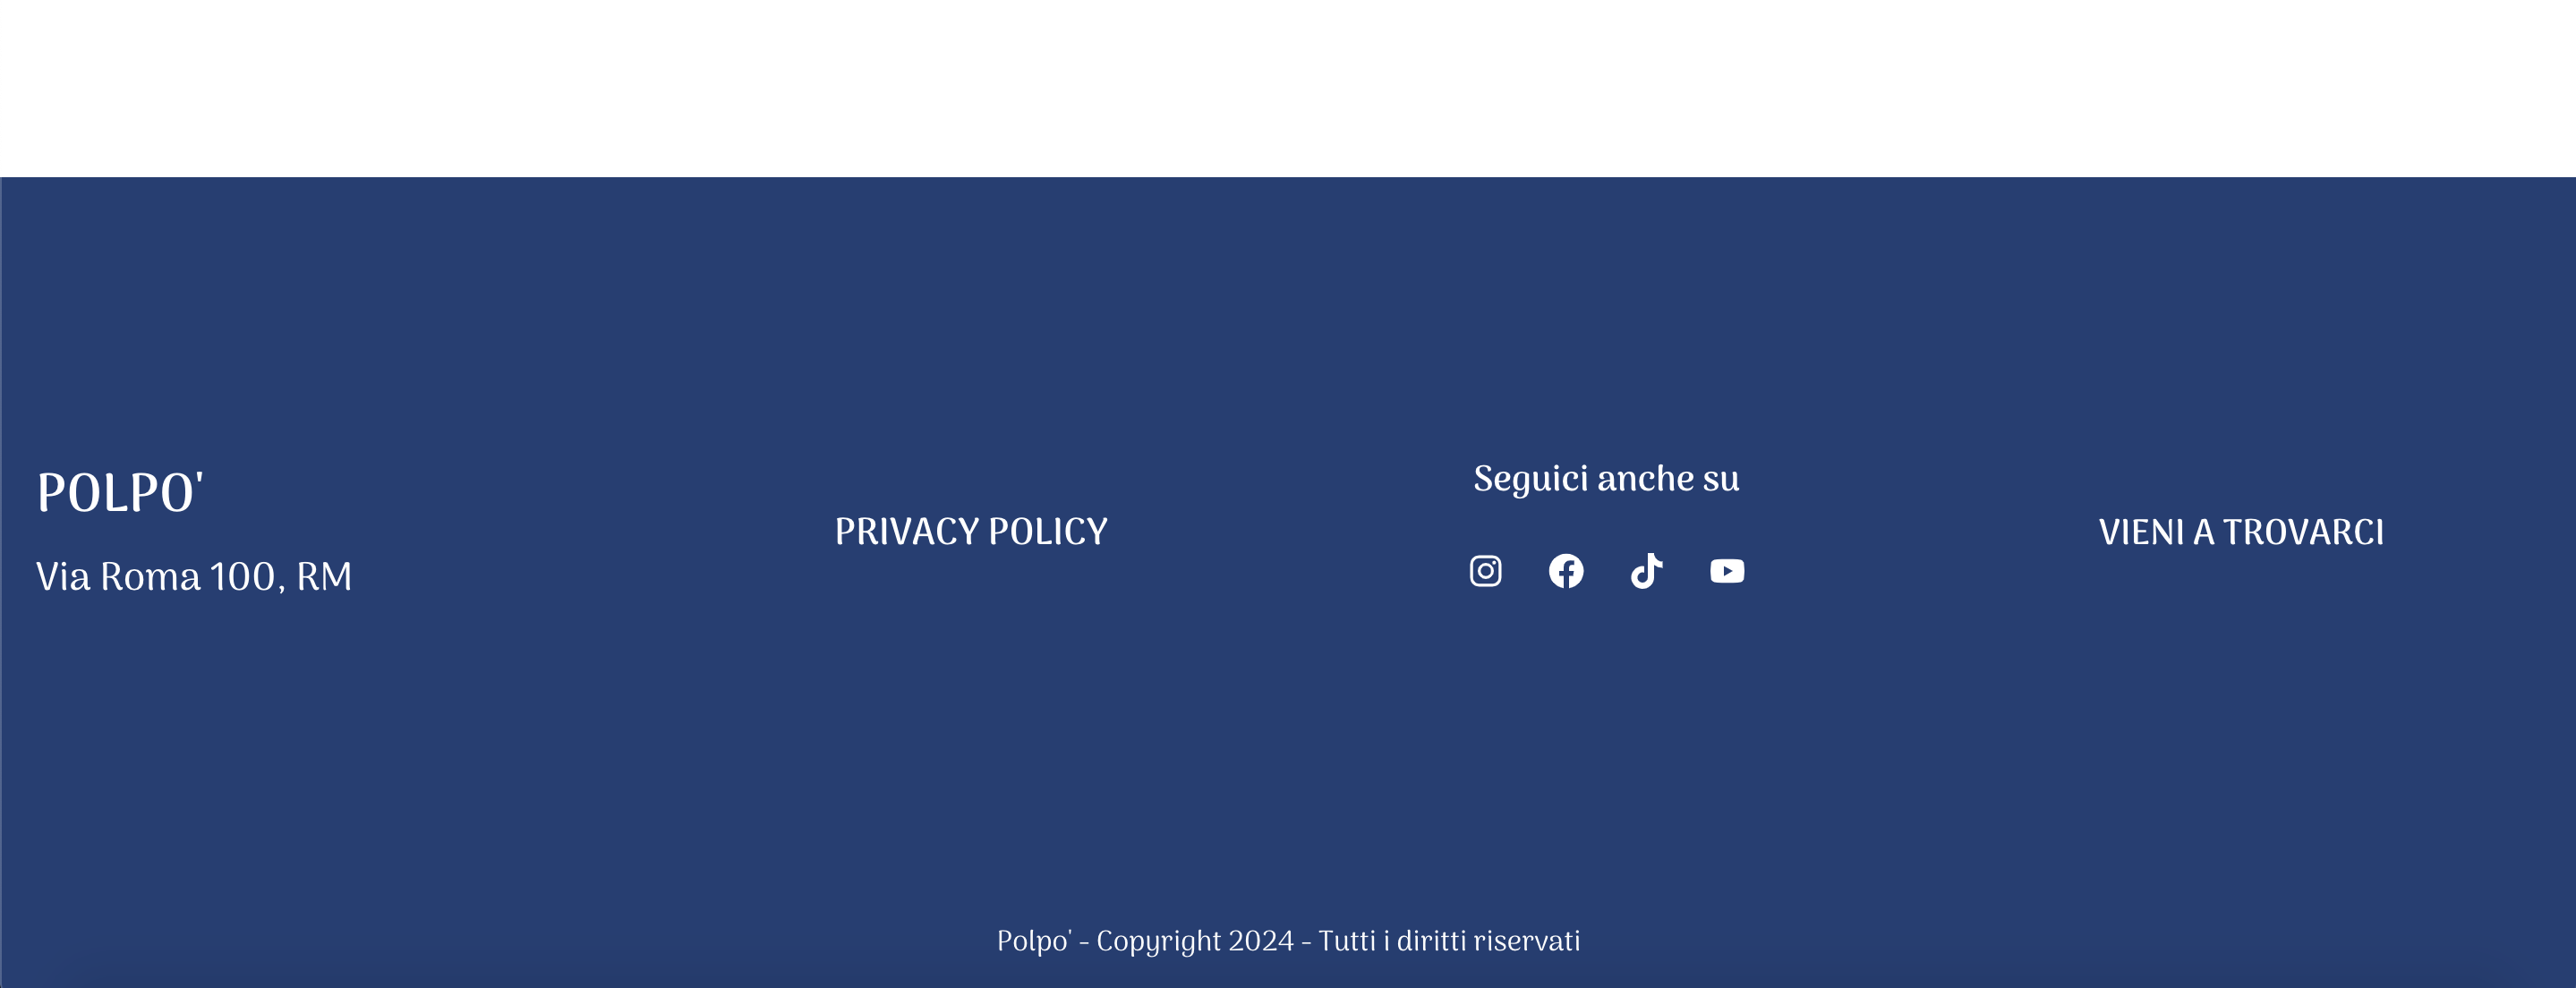 POLPO'
Via Roma 100, RM
PRIVACY POLICY
Seguici anche su
VIENI A TROVARCI
Polpo' - Copyright 2024 - Tutti i diritti riservati